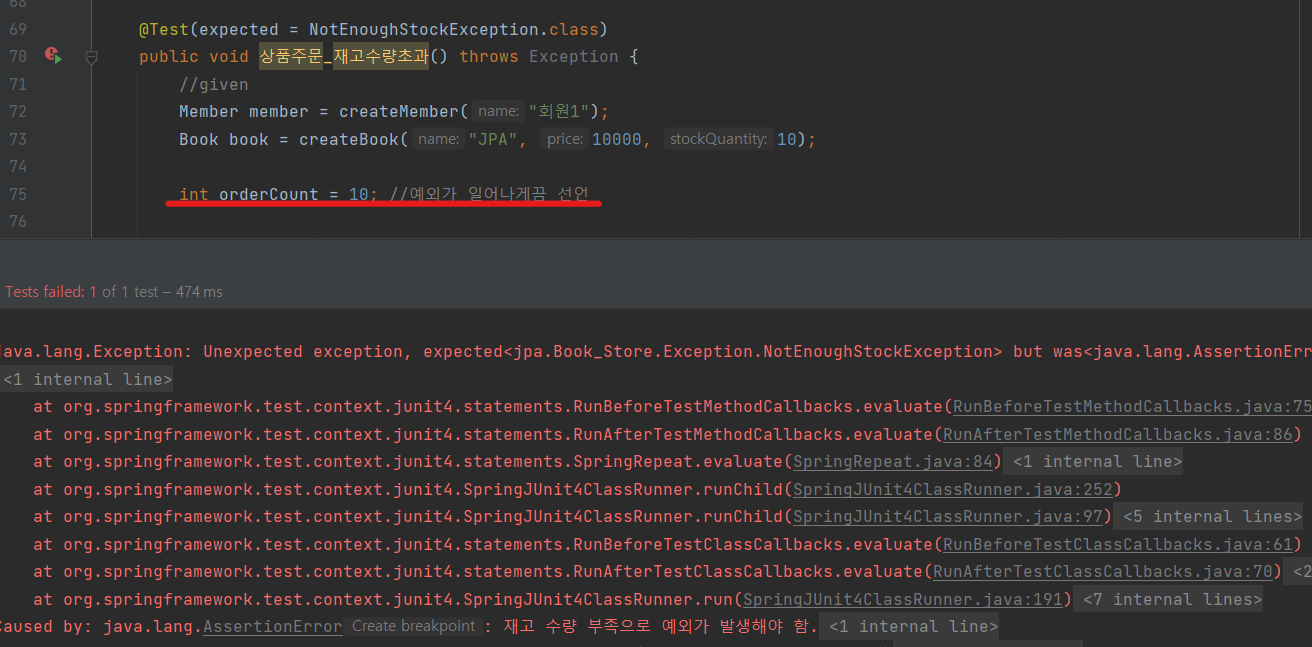 68
69 @Test(expected = NotEnoughStockException.class)
70 public void 상품주문_재고수량초과() throws Exception {
71 //given
72 Member member = createMember( name: "회원1");
73 Book book = createBook( name: "JPA", price: 10000, stockQuantity: 10);
74
75 int orderCount = 10; //예외가 일어나게끔 선언
76
Tests failed: 1 of 1 test – 474 ms
java.lang.Exception: Unexpected exception, expected<jpa.Book_Store.Exception.NotEnoughStockException> but was<java.lang.AssertionErr
<1 internal line>
at org.springframework.test.context.junit4.statements.RunBeforeTestMethodCallbacks.evaluate(RunBeforeTestMethodCallbacks.java:75
at org.springframework.test.context.junit4.statements.RunAfterTestMethodCallbacks.evaluate(RunAfterTestMethodCallbacks.java:86)
at org.springframework.test.context.junit4.statements.SpringRepeat.evaluate(SpringRepeat.java:84) <1 internal line>
at org.springframework.test.context.junit4.SpringJUnit4ClassRunner.runChild(SpringJUnit4ClassRunner.java:252)
at org.springframework.test.context.junit4.SpringJUnit4ClassRunner.runChild(SpringJUnit4ClassRunner.java:97) <5 internal lines>
at org.springframework.test.context.junit4.statements.RunBeforeTestClassCallbacks.evaluate(RunBeforeTestClassCallbacks.java:61)
at org.springframework.test.context.junit4.statements.RunAfterTestClassCallbacks.evaluate(RunAfterTestClassCallbacks.java:70) <2
at org.springframework.test.context.junit4.SpringJUnit4ClassRunner.run(SpringJUnit4ClassRunner.java:191) <7 internal lines>
Caused by: java.lang.AssertionError Create breakpoint : 재고 수량 부족으로 예외가 발생해야 함. <1 internal line>